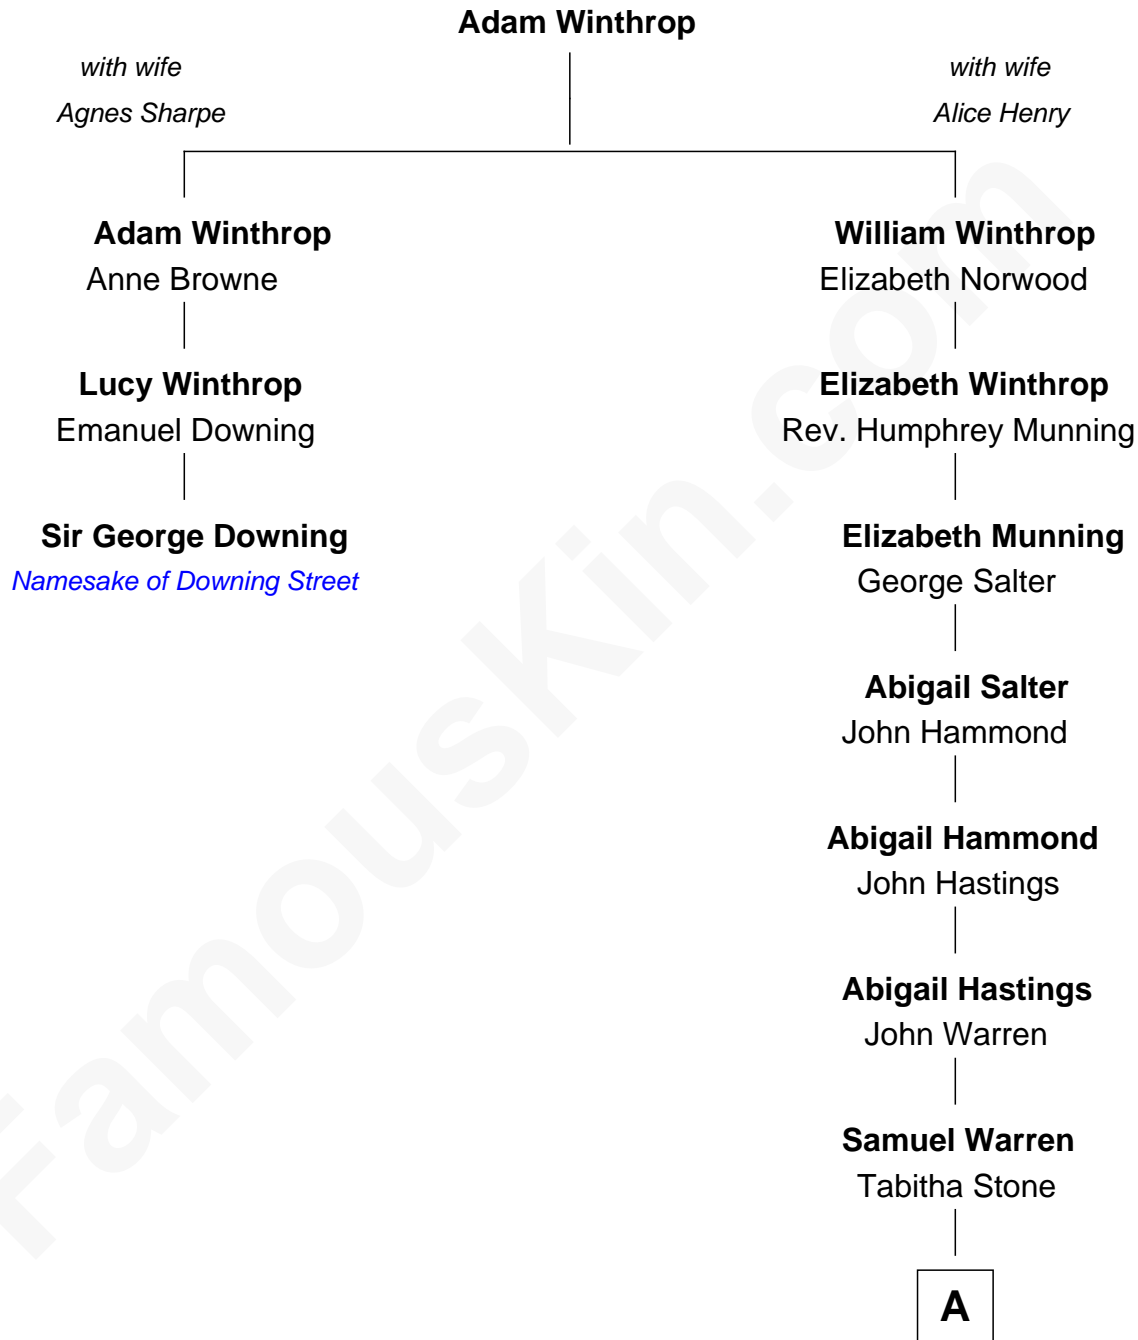 Adam Winthrop
with wife
Agnes Sharpe
with wife
Alice Henry
Adam Winthrop
Anne Browne
William Winthrop
Elizabeth Norwood
Lucy Winthrop
Emanuel Downing
Elizabeth Winthrop
Rev. Humphrey Munning
Sir George Downing
Namesake of Downing Street
Elizabeth Munning
George Salter
Abigail Salter
John Hammond
Abigail Hammond
John Hastings
Abigail Hastings
John Warren
Samuel Warren
Tabitha Stone
A
FamousKin.com